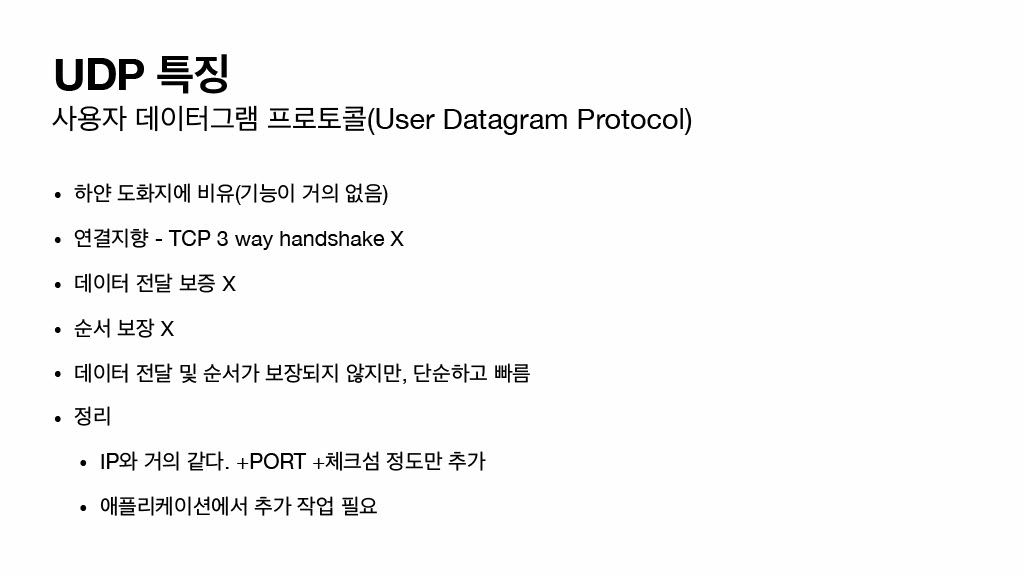 UDP 특징
사용자 데이터그램 프로토콜(User Datagram Protocol)
• 하얀 도화지에 비유(기능이 거의 없음)
• 연결지향 - TCP 3 way handshake X
• 데이터 전달 보증 X
• 순서 보장 X
• 데이터 전달 및 순서가 보장되지 않지만, 단순하고 빠름
• 정리
• IP와 거의 같다. +PORT +체크섬 정도만 추가
• 애플리케이션에서 추가 작업 필요